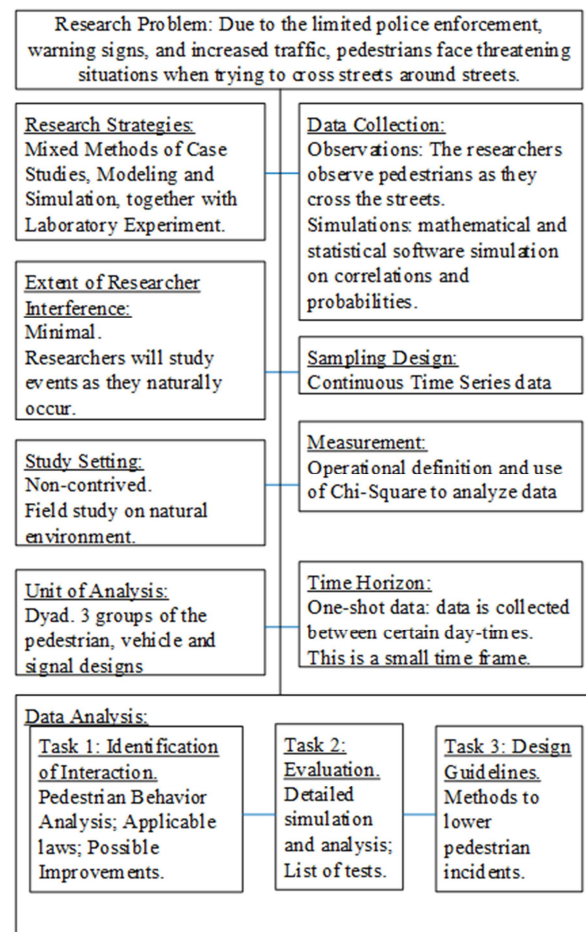 Research Problem: Due to the limited police enforcement,
warning signs, and increased traffic, pedestrians face threatening
situations when trying to cross streets around streets.
Research Strategies:
Mixed Methods of Case
Studies, Modeling and
Simulation, together with
Laboratory Experiment.
Data Collection:
Observations: The researchers
observe pedestrians as they
cross the streets.
Simulations: mathematical and
statistical software simulation
on correlations and
probabilities.
Extent of Researcher
Interference:
Minimal.
Researchers will study
events as they naturally
occur.
Sampling Design:
Continuous Time Series data
Study Setting:
Non-contrived.
Field study on natural
environment.
Measurement:
Operational definition and use
of Chi-Square to analyze data
Unit of Analysis:
Dyad. 3 groups of the
pedestrian, vehicle and
signal designs
Time Horizon:
One-shot data: data is collected
between certain day-times.
This is a small time frame.
Data Analysis:
Task 1: Identification
of Interaction.
Pedestrian Behavior
Analysis; Applicable
laws; Possible
Improvements.
Task 2:
Evaluation.
Detailed
simulation
and analysis;
List of tests.
Task 3: Design
Guidelines.
Methods to
lower
pedestrian
incidents.